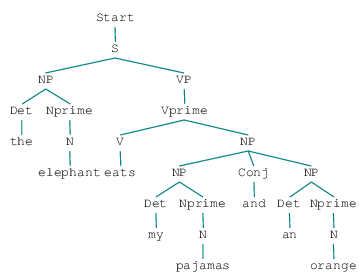 Start
S
NP VP
Det Nprime Vprime
the N V NP
elephant eats NP Conj NP
Det Nprime and Det Nprime
my N an N
pajamas orange